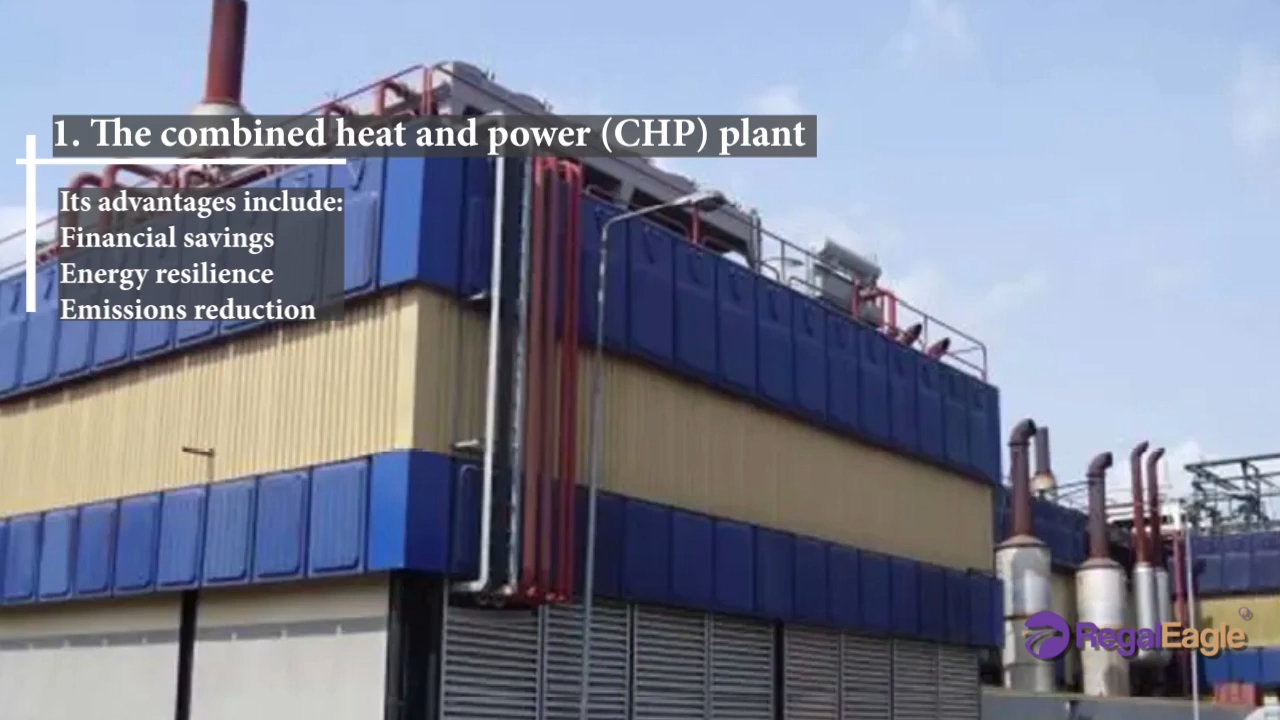 1. The combined heat and power (CHP) plant
Its advantages include:
Financial savings
Energy resilience
Emissions reduction
RegalEagle